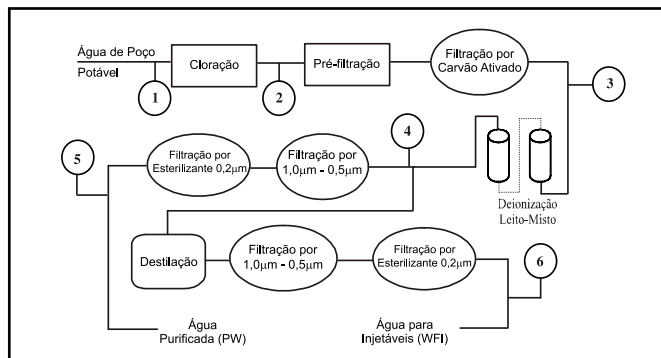 Água de Poço
Potável
Cloração
Pré-filtração
Filtração por
Carvão Ativado
1
2
3
4
5
Filtração por
Esterilizante 0,2µm
Filtração por
1,0µm - 0,5µm
Deionização
Leito-Misto
Destilação
Filtração por
1,0µm - 0,5µm
Filtração por
Esterilizante 0,2µm
6
Água
Purificada (PW)
Água para
Injetáveis (WFI)